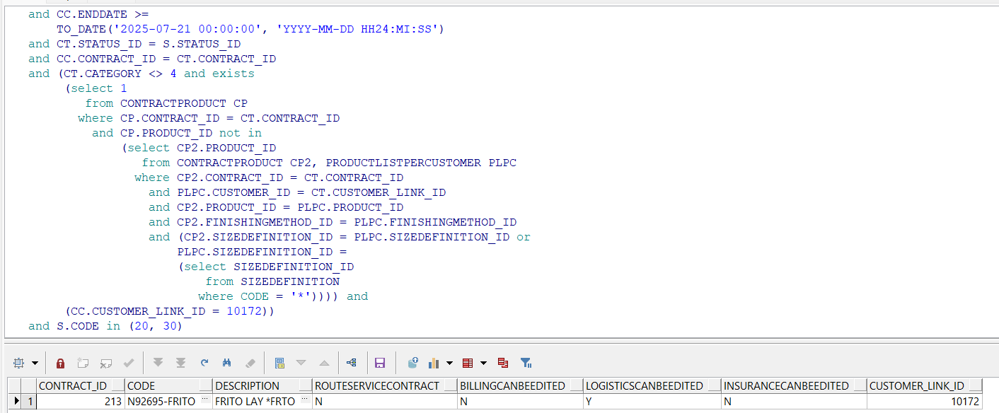 and CC.ENDDATE >=
TO_DATE('2025-07-21 00:00:00', 'YYYY-MM-DD HH24:MI:SS')
and CT.STATUS_ID = S.STATUS_ID
and CC.CONTRACT_ID = CT.CONTRACT_ID
and (CT.CATEGORY <> 4 and exists
(select 1
from CONTRACTPRODUCT CP
where CP.CONTRACT_ID = CT.CONTRACT_ID
and CP.PRODUCT_ID not in
(select CP2.PRODUCT_ID
from CONTRACTPRODUCT CP2, PRODUCTLISTPERCUSTOMER PLPC
where CP2.CONTRACT_ID = CT.CONTRACT_ID
and PLPC.CUSTOMER_ID = CT.CUSTOMER_LINK_ID
and CP2.PRODUCT_ID = PLPC.PRODUCT_ID
and CP2.FINISHINGMETHOD_ID = PLPC.FINISHINGMETHOD_ID
and (CP2.SIZEDEFINITION_ID = PLPC.SIZEDEFINITION_ID or
PLPC.SIZEDEFINITION_ID =
(select SIZEDEFINITION_ID
from SIZEDEFINITION
where CODE = '*')))) and
(CC.CUSTOMER_LINK_ID = 10172))
and S.CODE in (20, 30)
CONTRACT_ID CODE DESCRIPTION ROUTESERVICECONTRACT BILLINGCANBEEDITED LOGISTICSCANBEEDITED INSURANCECANBEEDITED CUSTOMER_LINK_ID
1 213 N92695-FRITO ... FRITO LAY *FRTO ... N N Y N 10172